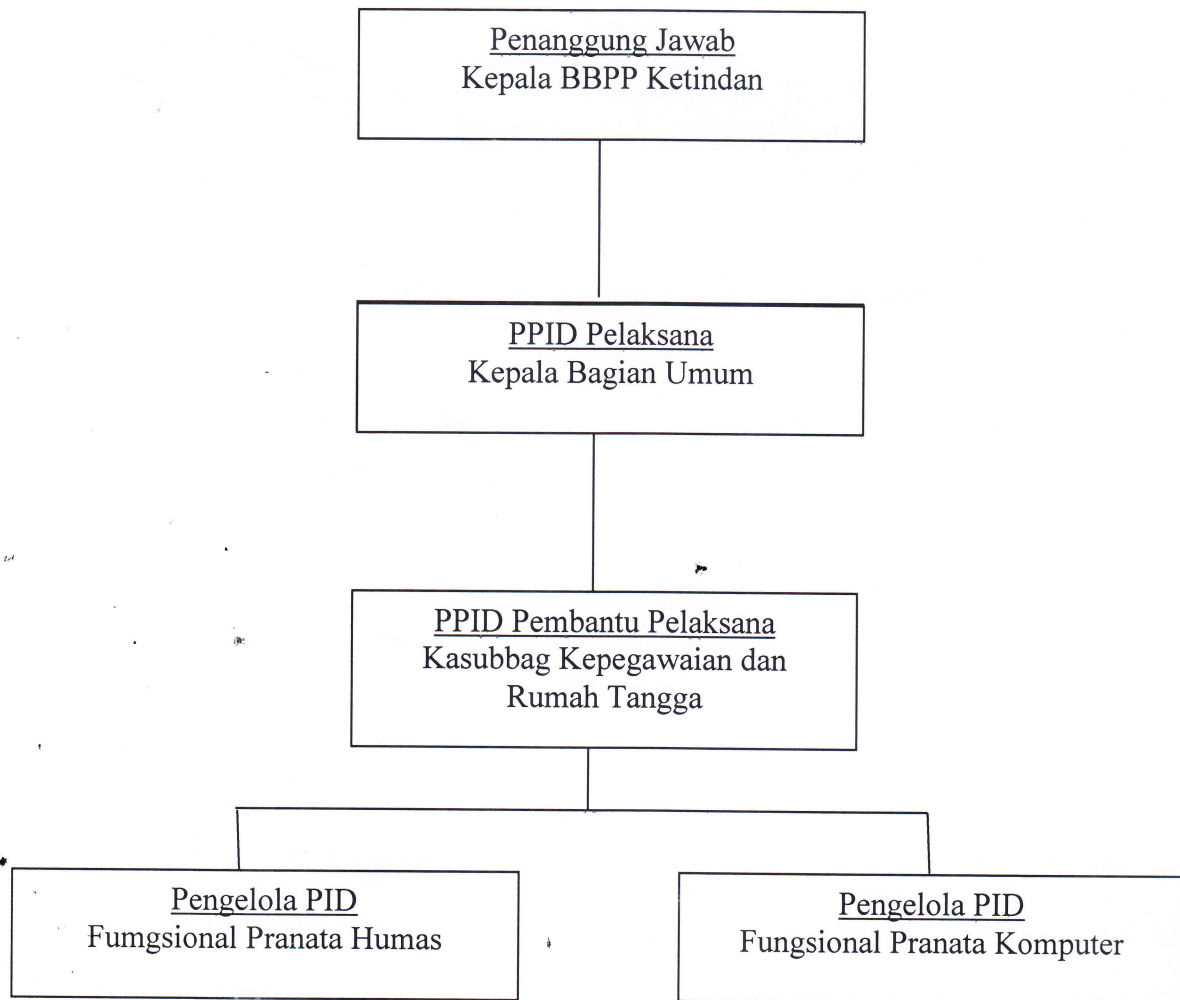 Penanggung Jawab
Kepala BBPP Ketindan
PPID Pelaksana
Kepala Bagian Umum
PPID Pembantu Pelaksana
Kasubbag Kepegawaian dan
Rumah Tangga
Pengelola PID
Fumgsional Pranata Humas
Pengelola PID
Fungsional Pranata Komputer